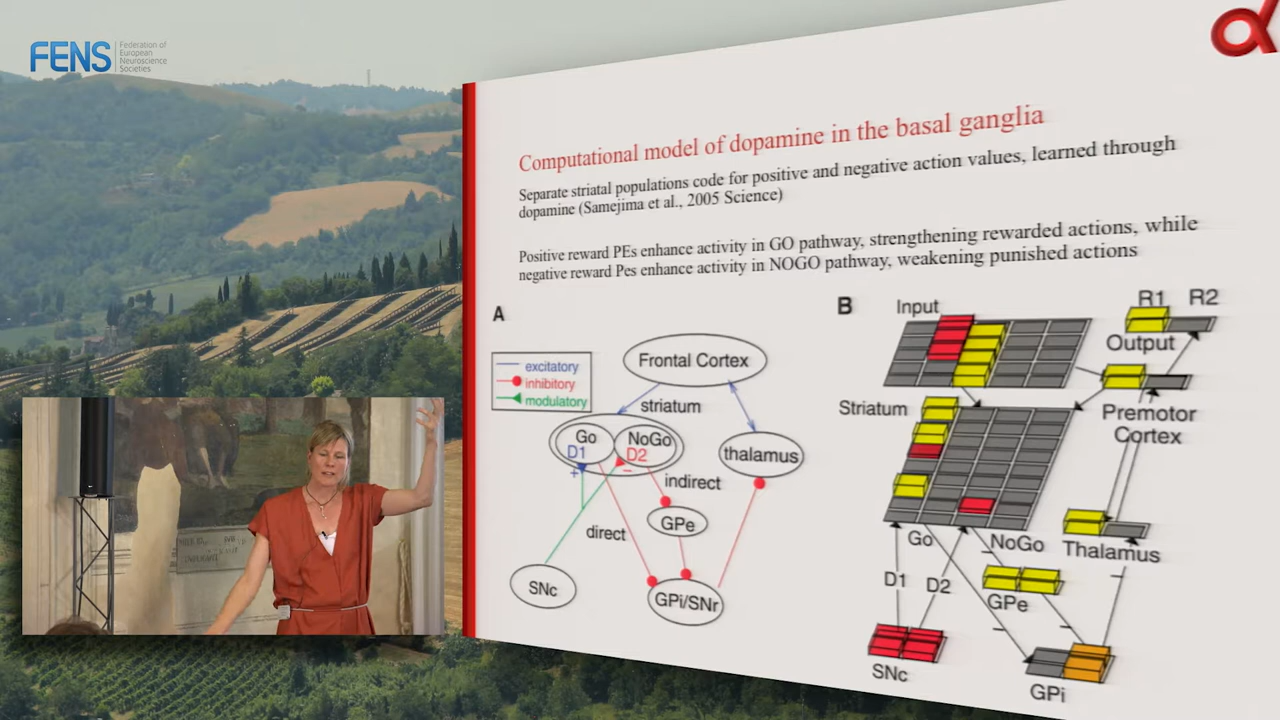 FENS
Federation of
European
Neuroscience
Societies
α
Computational model of dopamine in the basal ganglia
Separate striatal populations code for positive and negative action values, learned through
dopamine (Samejima et al., 2005 Science)
Positive reward PEs enhance activity in GO pathway, strengthening rewarded actions, while
negative reward Pes enhance activity in NOGO pathway, weakening punished actions
A
excitatory
inhibitory
modulatory
Frontal Cortex
striatum
Go
D1
+
NoGo
D2
−
thalamus
indirect
GPe
direct
SNc
GPi/SNr
B
Input
R1 R2
Output
Striatum
Premotor
Cortex
Go
NoGo
Thalamus
D1
D2
GPe
SNc
GPi